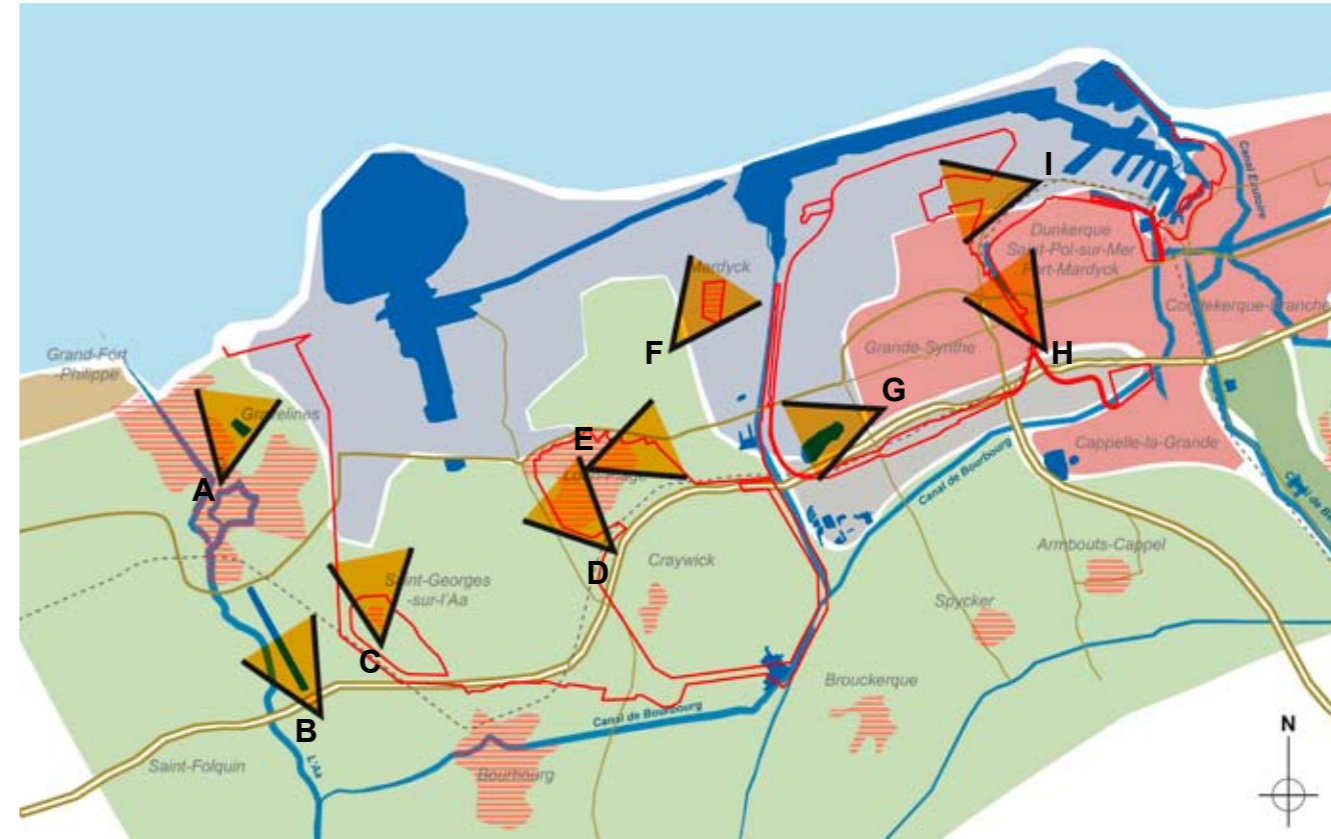 Canal Exutoire
I
Dunkerque
Saint-Pol-sur-Mer
Fort-Mardyck
Mardyck
Grand-Fort
-Philippe
F
Grande-Synthe
H
G
Gravelines
E
Cappelle-la-Grande
Loon-Plage
A
Canal de Bourbourg
Armbouts-Cappel
Craywick
D
Saint-Georges
-sur-l'Aa
Spycker
C
Brouckerque
Canal de Bourbourg
N
B
L'Aa
Saint-Folquin
Bourbourg